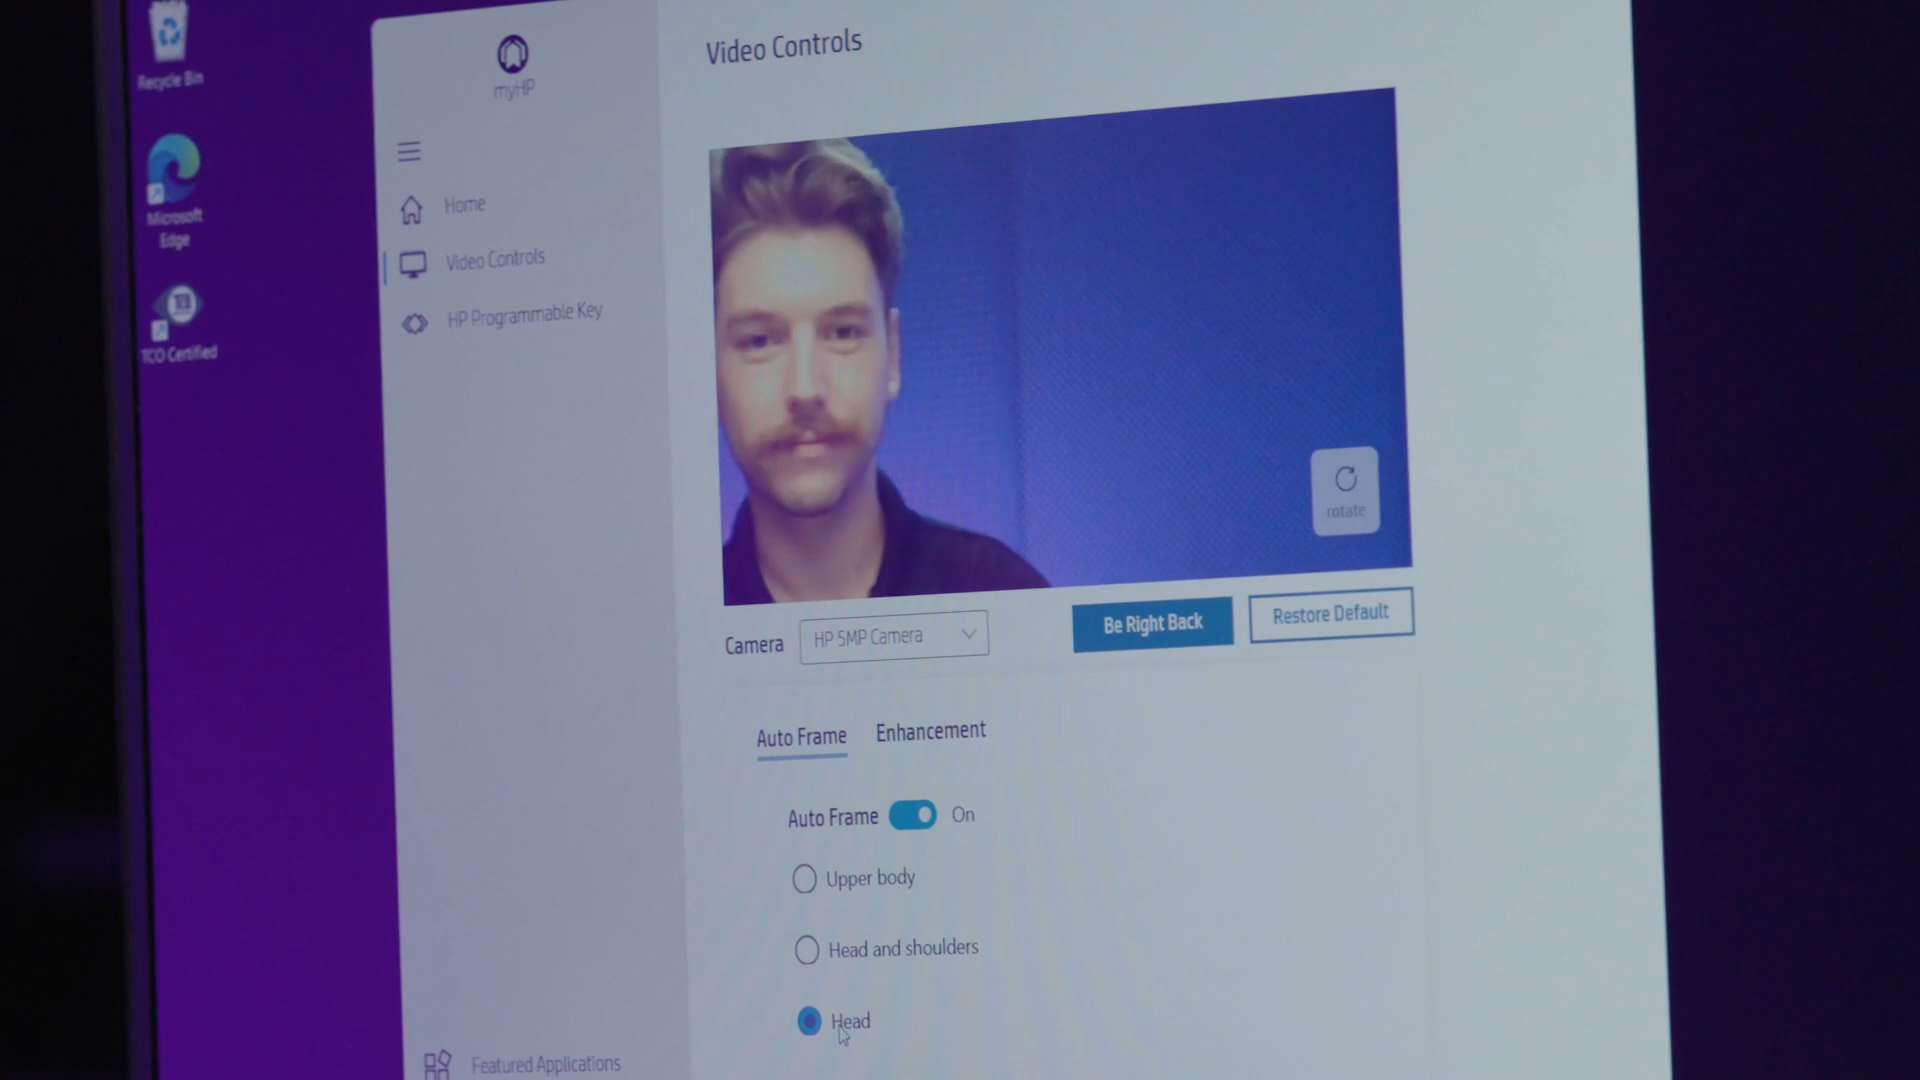 Recycle Bin
Microsoft
Edge
TCO Certified
myHP
Home
Video Controls
HP Programmable Key
Featured Applications
Video Controls
rotate
Camera
HP 5MP Camera
Be Right Back
Restore Default
Auto Frame
Enhancement
Auto Frame
On
Upper body
Head and shoulders
Head